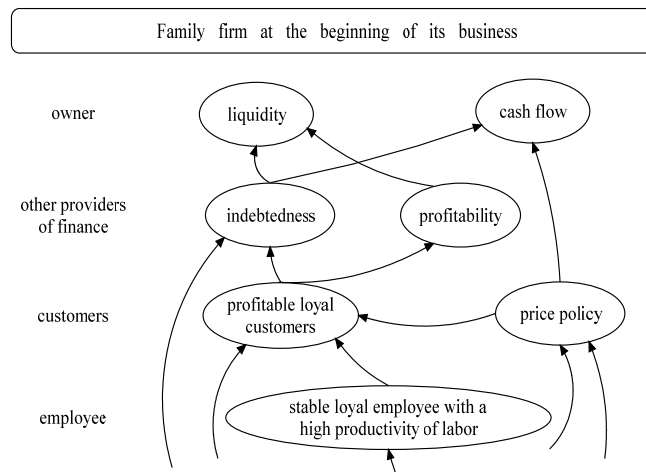 Family firm at the beginning of its business
owner
liquidity
cash flow
other providers
of finance
indebtedness
profitability
customers
profitable loyal
customers
price policy
employee
stable loyal employee with a
high productivity of labor